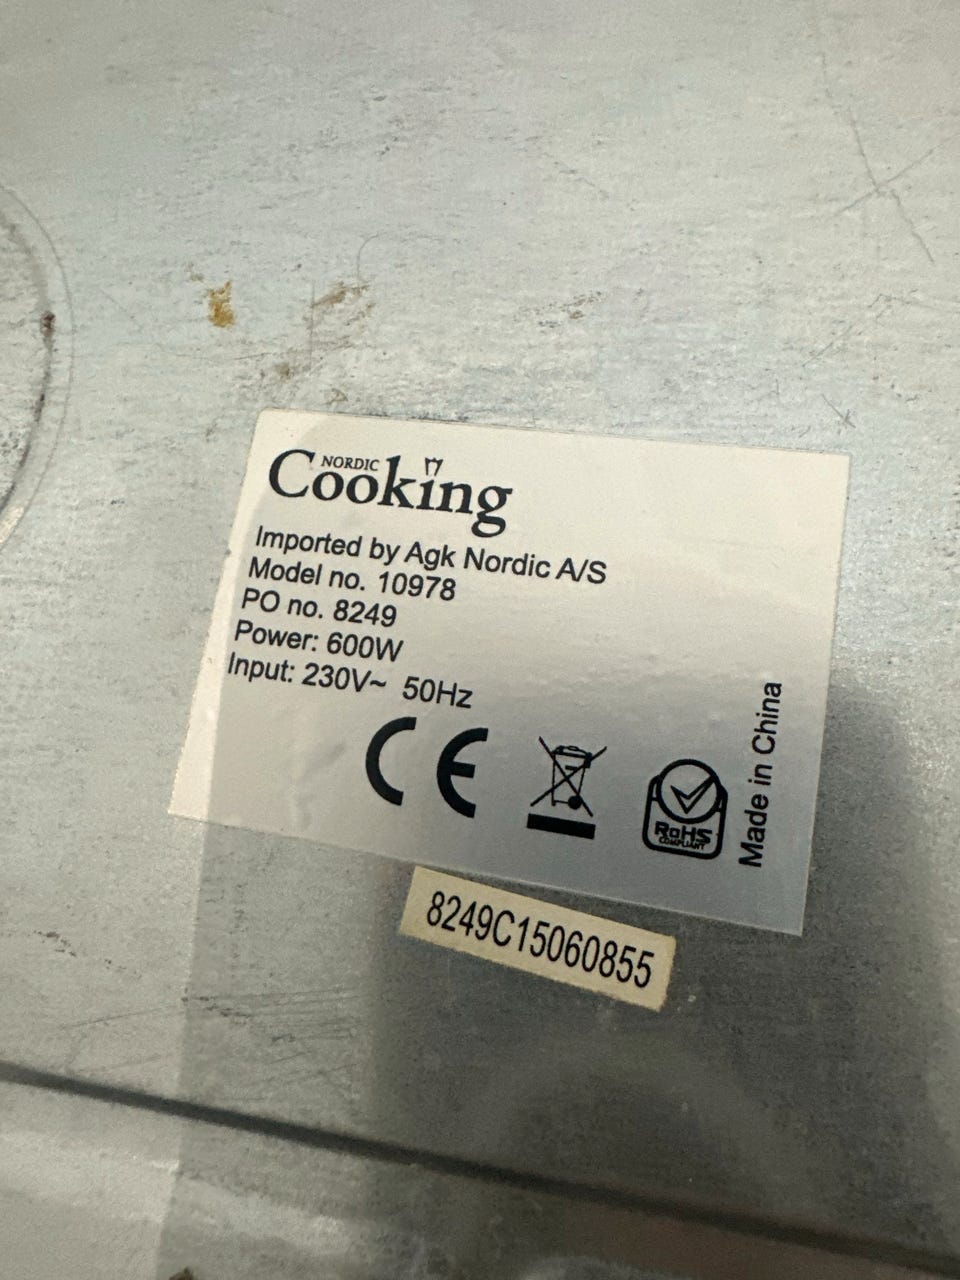 NORDIC
Cooking
Imported by Agk Nordic A/S
Model no. 10978
PO no. 8249
Power: 600W
Input: 230V~ 50Hz
CE
RoHS
COMPLIANT
Made in China
8249C15060855